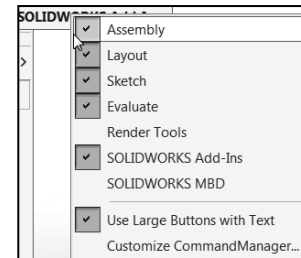 Assembly
Layout
Sketch
Evaluate
Render Tools
SOLIDWORKS Add-Ins
SOLIDWORKS MBD
Use Large Buttons with Text
Customize CommandManager...